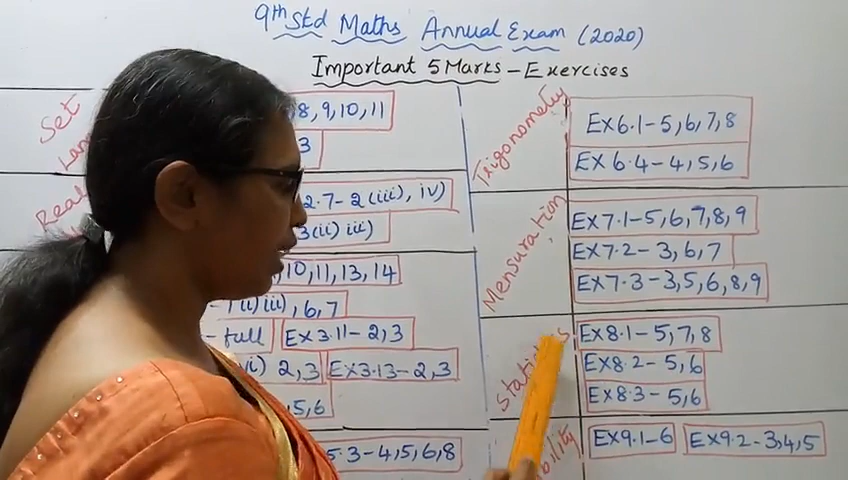 9th Std Maths Annual Exam (2020)
Important 5 Marks - Exercises
Set
8, 9, 10, 11
3
Real
2.7 - 2 (iii), iv)
3 (ii) iii)
10, 11, 13, 14
ii) iii), 6, 7
- full
EX 3.11 - 2, 3
2, 3
EX 3.13 - 2, 3
5, 6
5.3 - 4, 5, 6, 8
Trigonometry
EX 6.1 - 5, 6, 7, 8
EX 6.4 - 4, 5, 6
Mensuration
EX 7.1 - 5, 6, 7, 8, 9
EX 7.2 - 3, 6, 7
EX 7.3 - 3, 5, 6, 8, 9
EX 8.1 - 5, 7, 8
EX 8.2 - 5, 6
EX 8.3 - 5, 6
bility
EX 9.1 - 6
EX 9.2 - 3, 4, 5